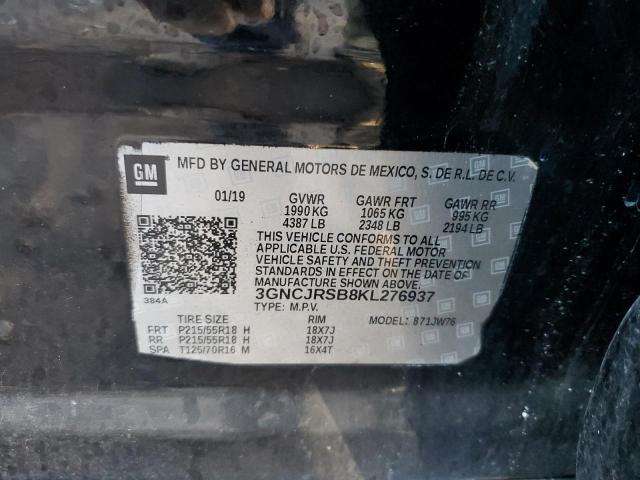 GM
MFD BY GENERAL MOTORS DE MEXICO, S. DE R.L. DE C.V.
01/19 GVWR GAWR FRT GAWR RR
1990 KG 1065 KG 995 KG
4387 LB 2348 LB 2194 LB
THIS VEHICLE CONFORMS TO ALL
APPLICABLE U.S. FEDERAL MOTOR
VEHICLE SAFETY AND THEFT
PREVENTION STANDARDS IN EFFECT
ON THE DATE OF MANUFACTURE
SHOWN ABOVE.
3GNCJRSB8KL276937
384A
TYPE: M.P.V. MODEL: 871JW76
TIRE SIZE RIM
FRT P215/55R18 H 18X7J
RR P215/55R18 H 18X7J
SPA T125/70R16 M 16X4T